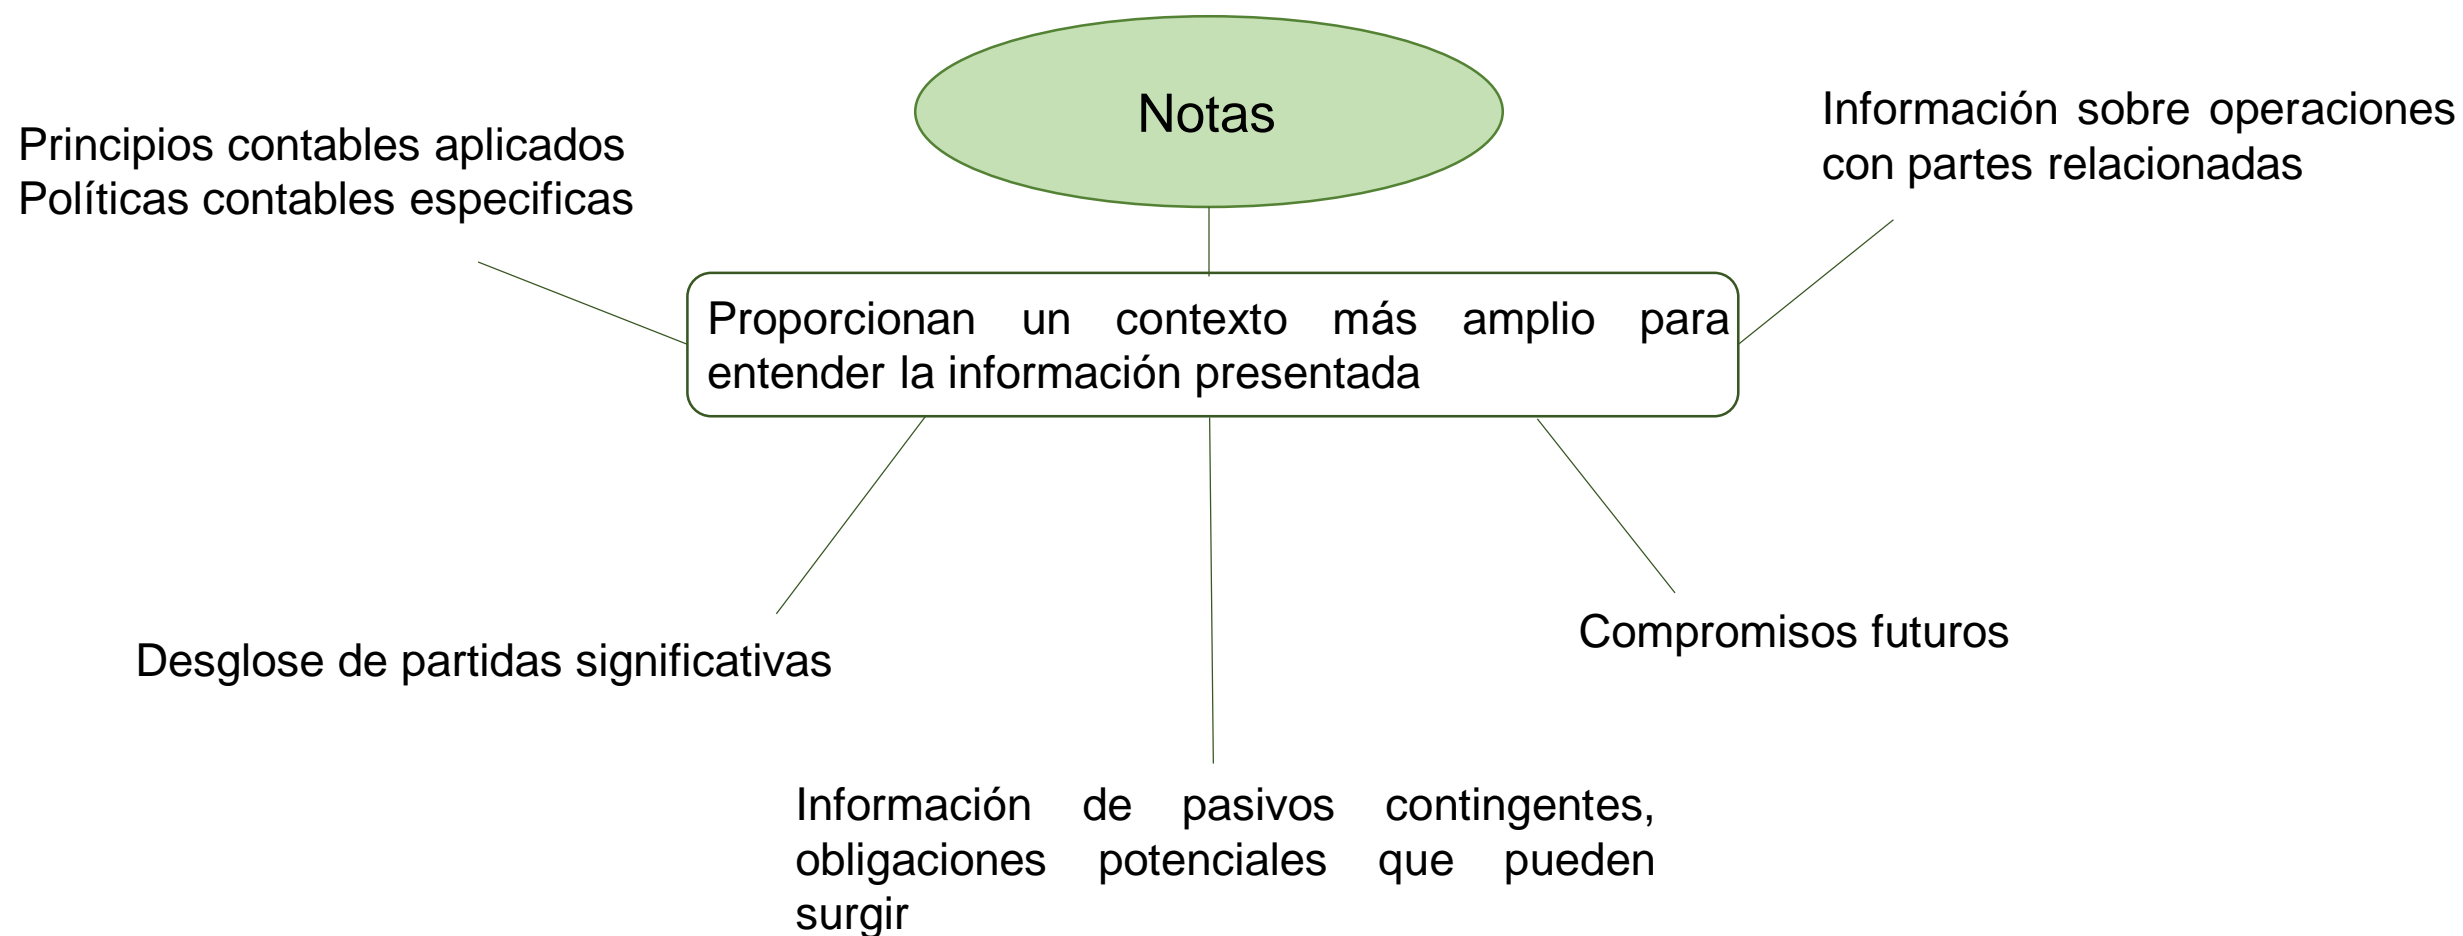 Notas
Principios contables aplicados
Políticas contables especificas
Información sobre operaciones
con partes relacionadas
Proporcionan un contexto más amplio para
entender la información presentada
Desglose de partidas significativas
Compromisos futuros
Información de pasivos contingentes,
obligaciones potenciales que pueden
surgir